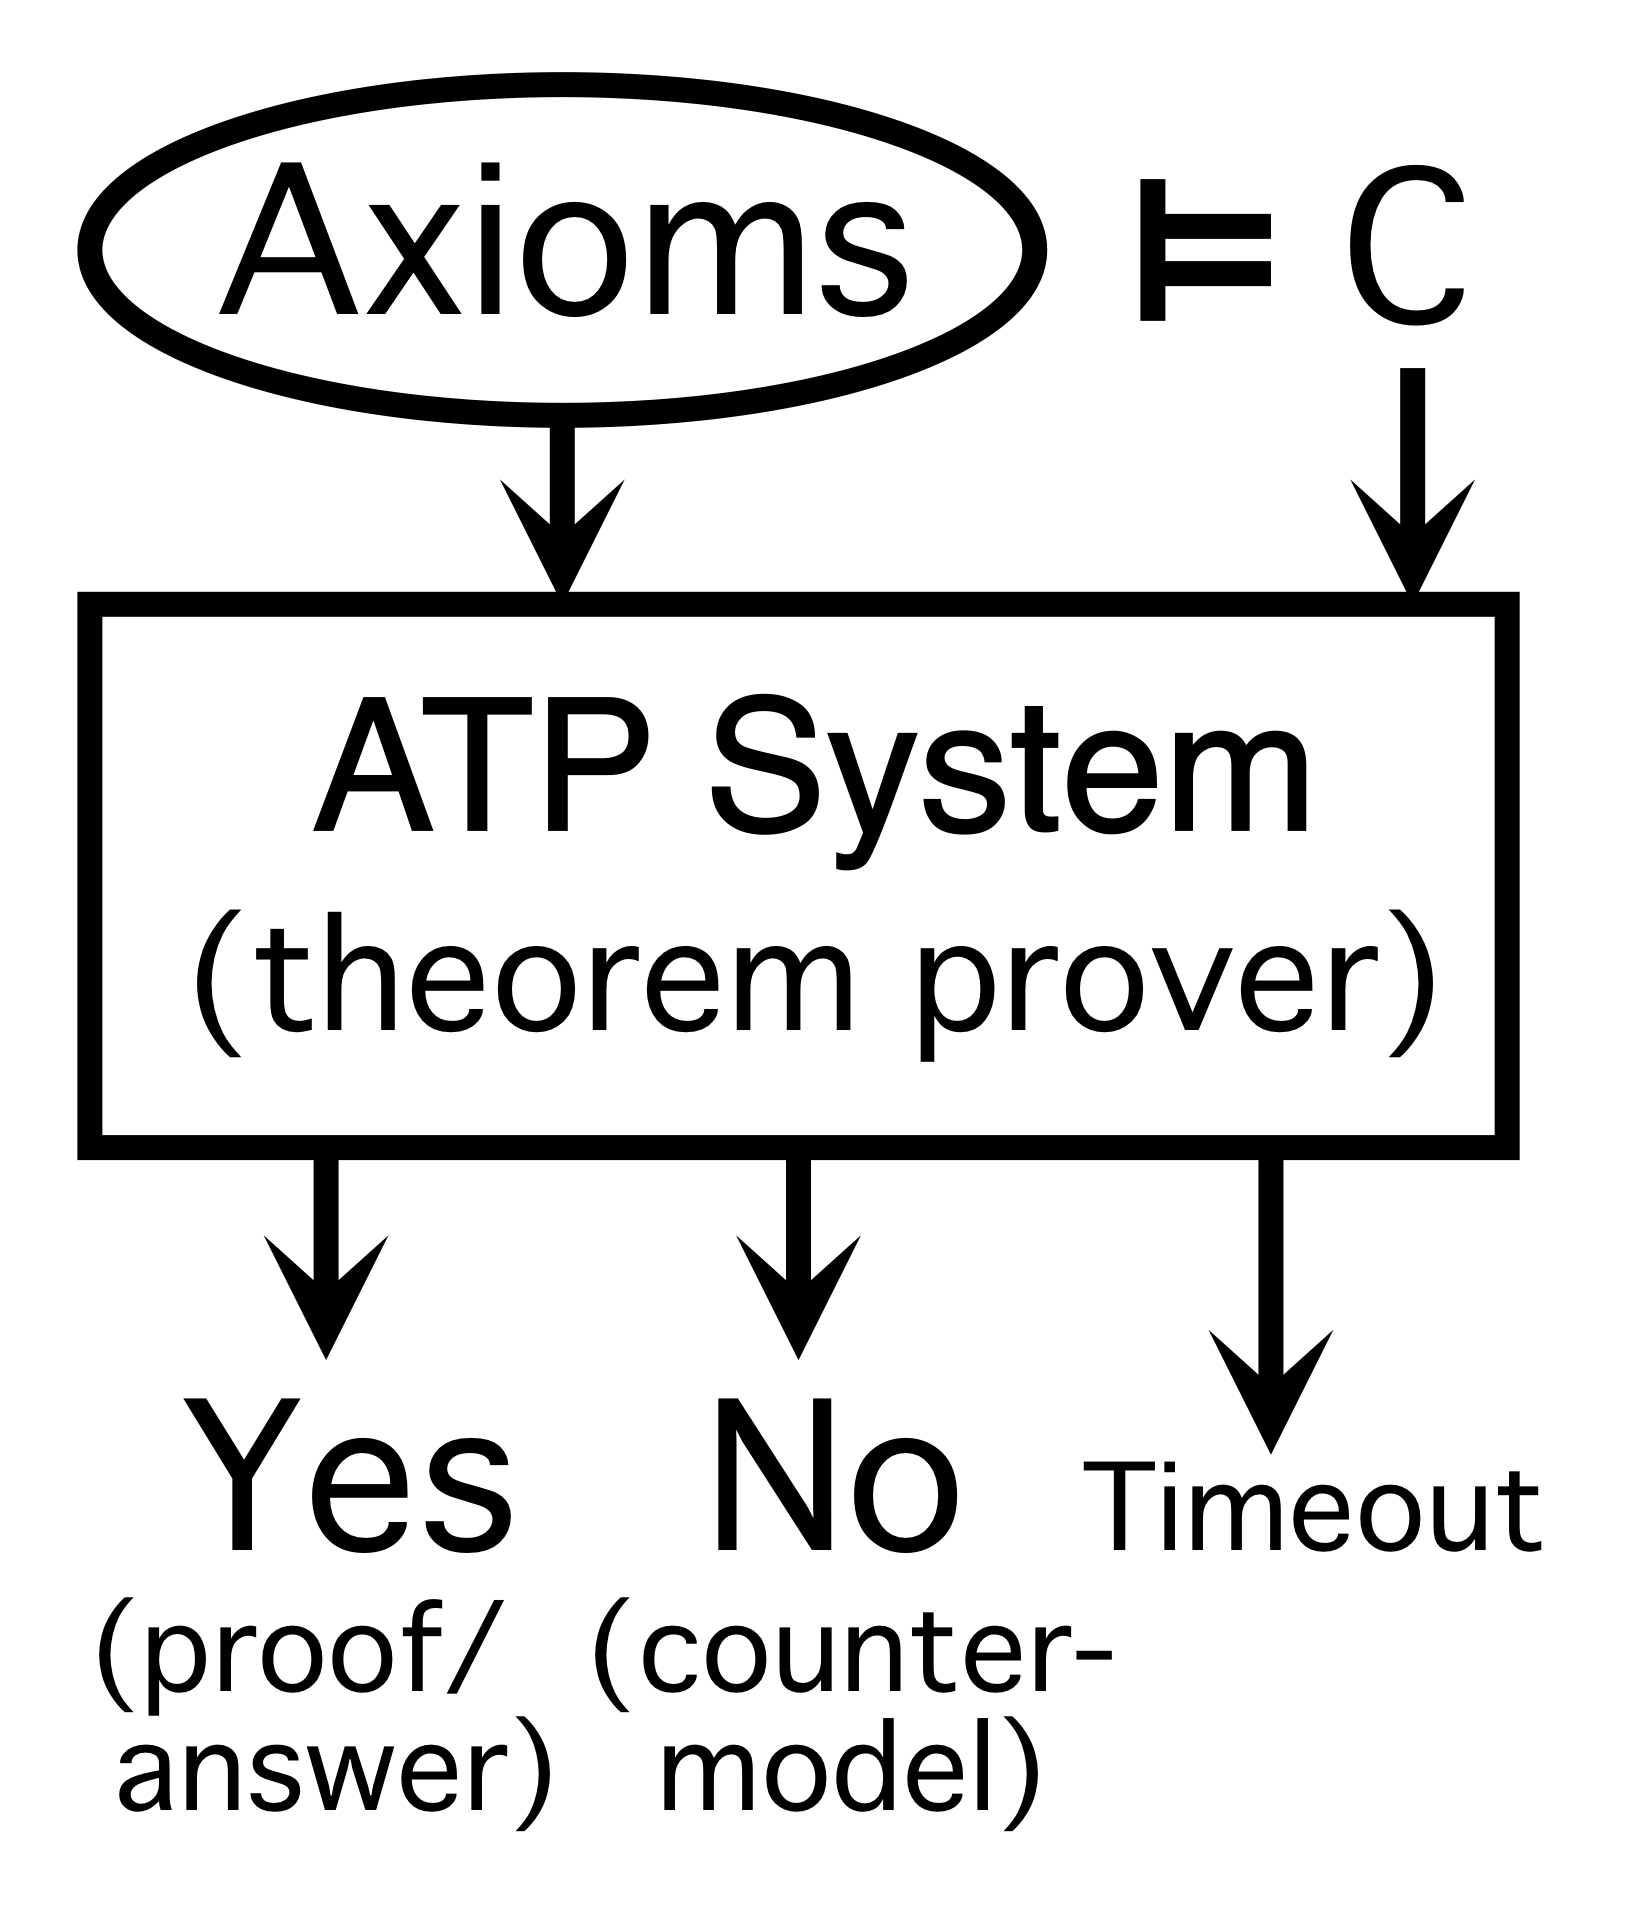 Axioms ⊨ C
ATP System
(theorem prover)
Yes No Timeout
(proof/ (counter-
answer) model)